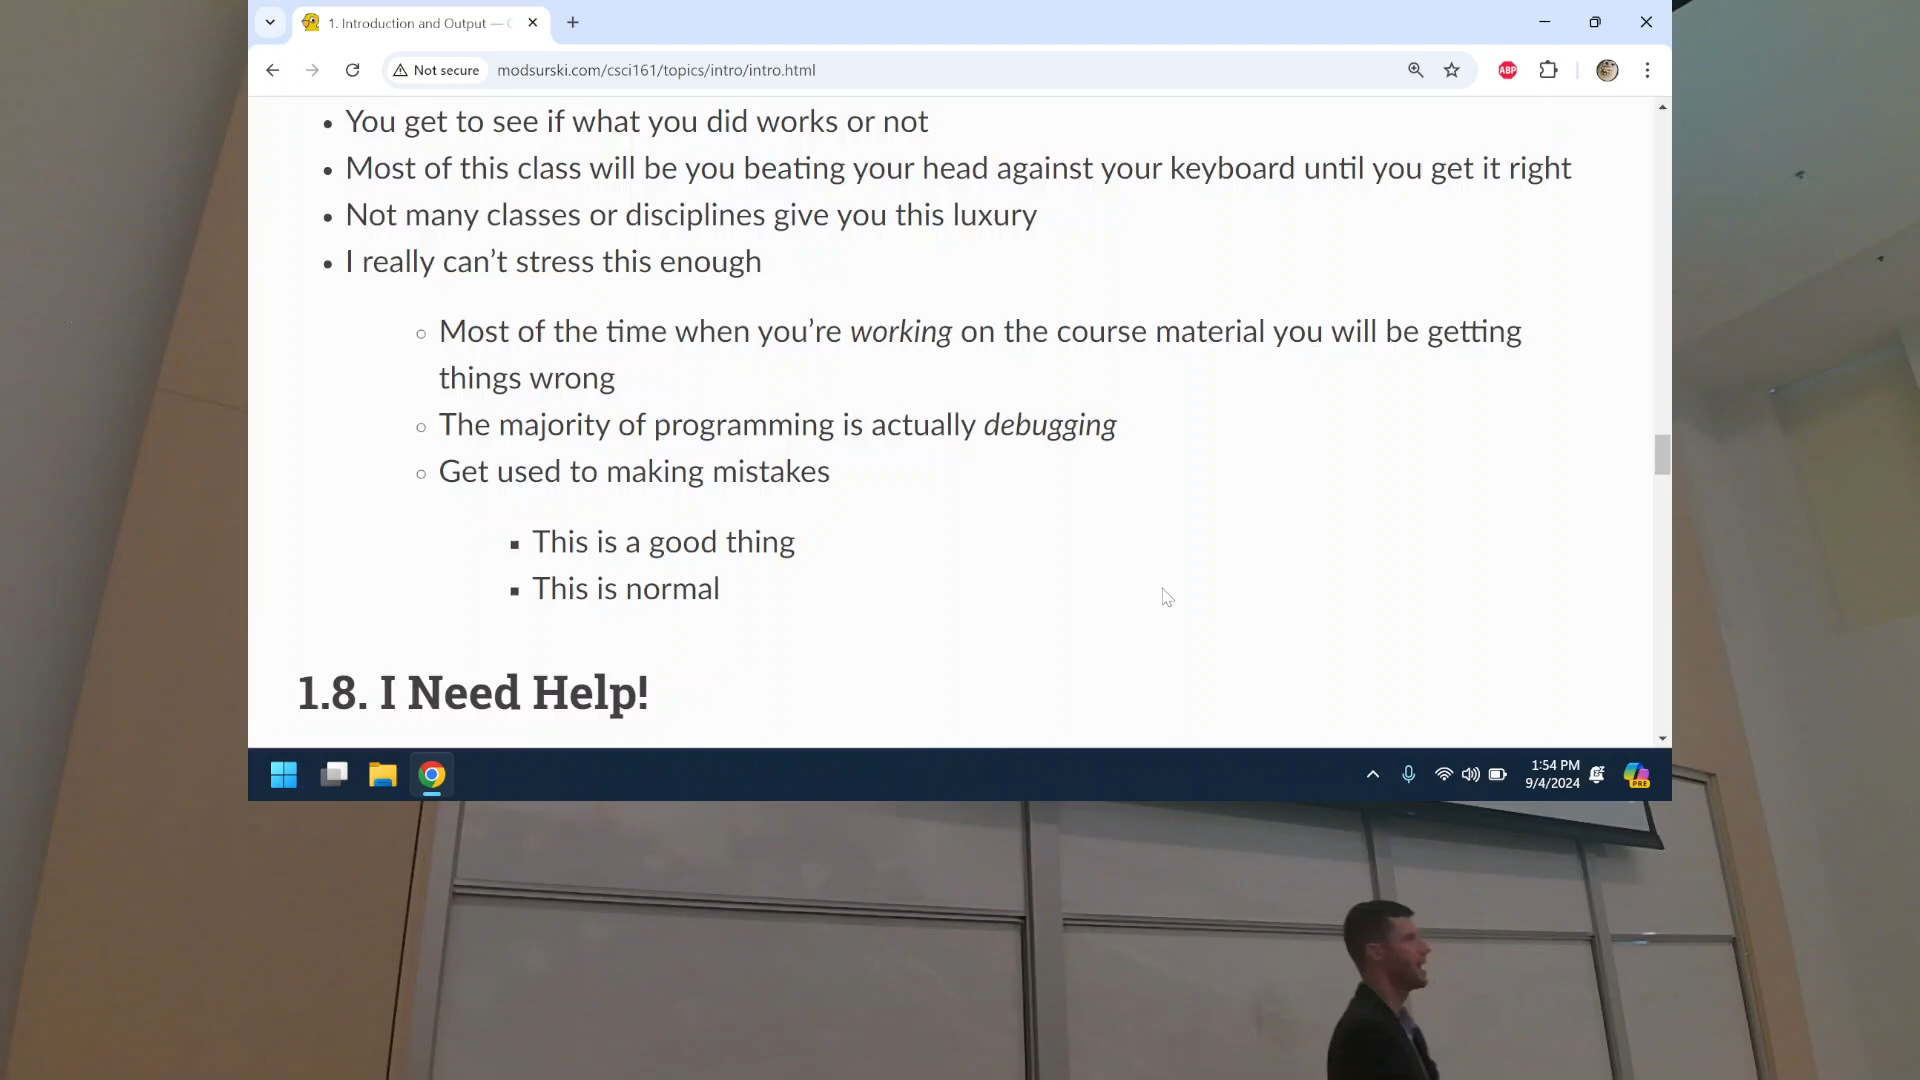 1. Introduction and Output —
Not secure
modsurski.com/csci161/topics/intro/intro.html
ABP
• You get to see if what you did works or not
• Most of this class will be you beating your head against your keyboard until you get it right
• Not many classes or disciplines give you this luxury
• I really can’t stress this enough
◦ Most of the time when you’re working on the course material you will be getting
things wrong
◦ The majority of programming is actually debugging
◦ Get used to making mistakes
▪ This is a good thing
▪ This is normal
1.8. I Need Help!
1:54 PM
9/4/2024
PRE